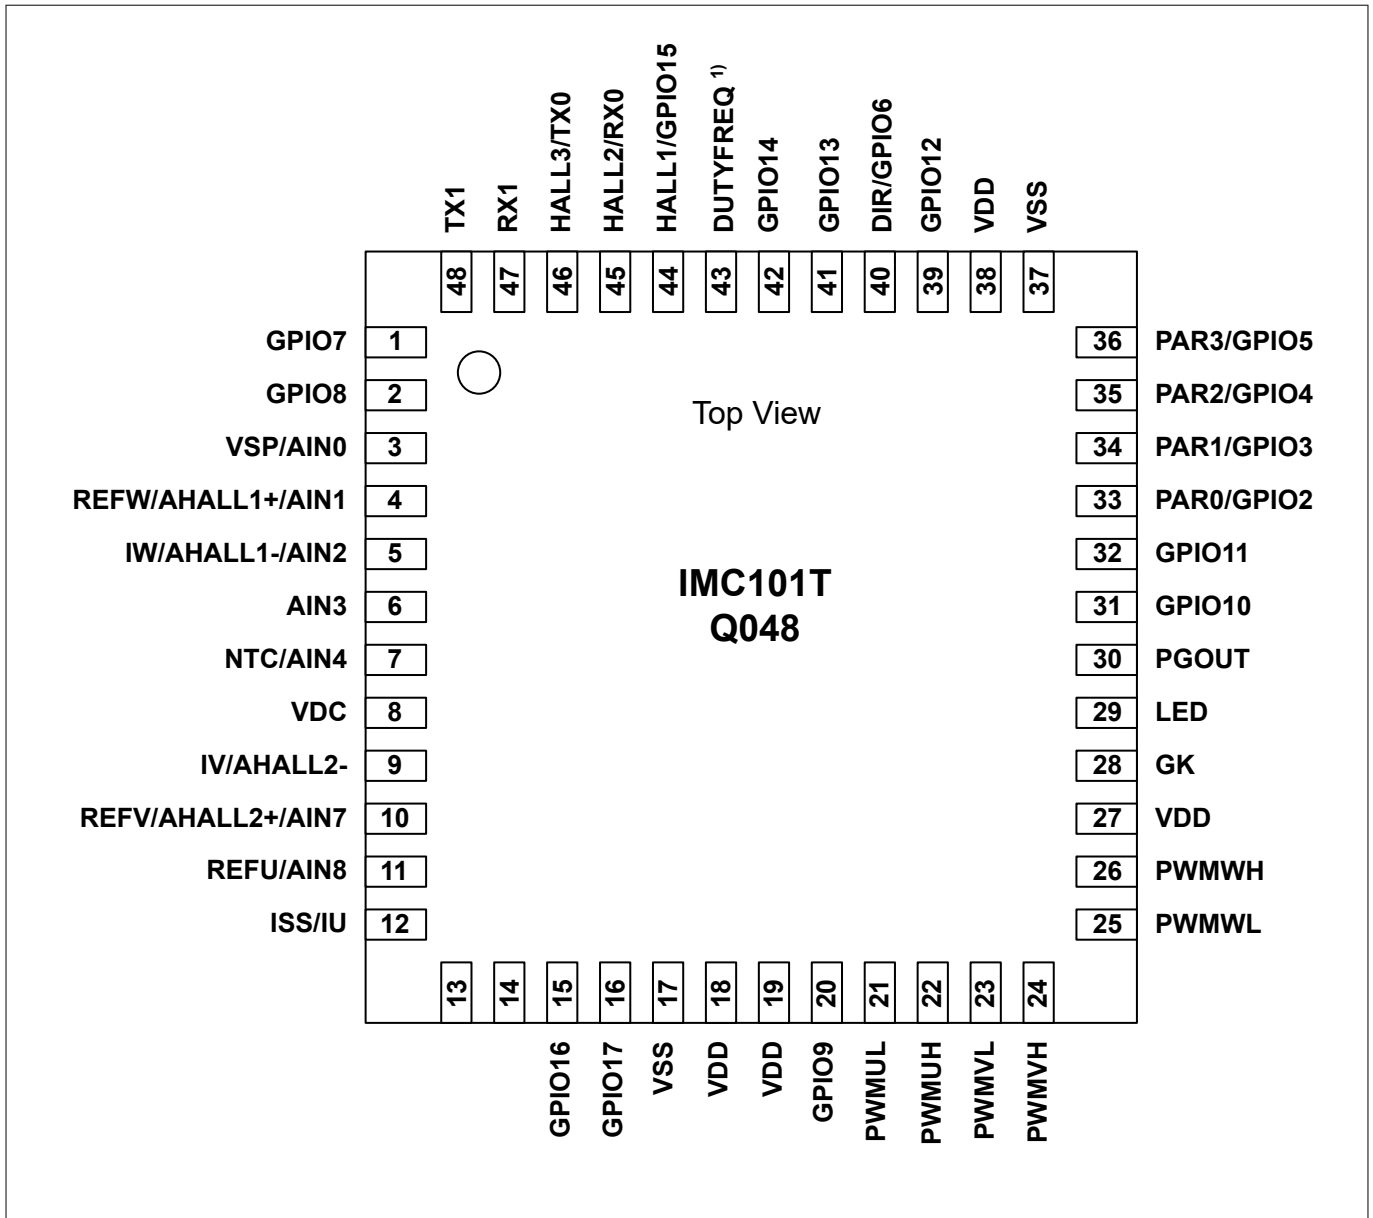 TX1
RX1
HALL3/TX0
HALL2/RX0
HALL1/GPIO15
DUTYFREQ 1)
GPIO14
GPIO13
DIR/GPIO6
GPIO12
VDD
VSS
48
47
46
45
44
43
42
41
40
39
38
37
GPIO7 1
GPIO8 2
VSP/AIN0 3
REFW/AHALL1+/AIN1 4
IW/AHALL1-/AIN2 5
AIN3 6
NTC/AIN4 7
VDC 8
IV/AHALL2- 9
REFV/AHALL2+/AIN7 10
REFU/AIN8 11
ISS/IU 12
Top View
IMC101T
Q048
36 PAR3/GPIO5
35 PAR2/GPIO4
34 PAR1/GPIO3
33 PAR0/GPIO2
32 GPIO11
31 GPIO10
30 PGOUT
29 LED
28 GK
27 VDD
26 PWMWH
25 PWMWL
13
14
15
16
17
18
19
20
21
22
23
24
GPIO16
GPIO17
VSS
VDD
VDD
GPIO9
PWMUL
PWMUH
PWMVL
PWMVH